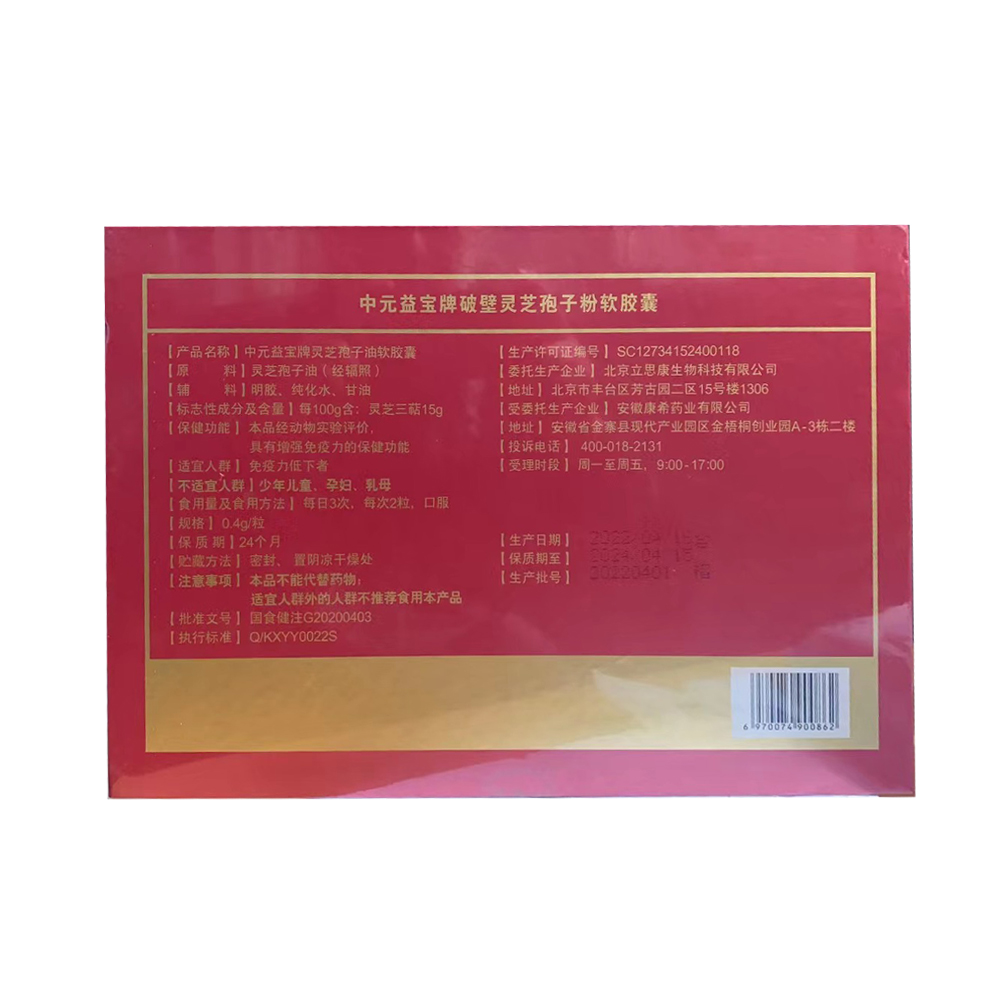 中元益宝牌破壁灵芝孢子粉软胶囊
【产品名称】中元益宝牌灵芝孢子油软胶囊
【原　　料】灵芝孢子油（经辐照）
【辅　　料】明胶、纯化水、甘油
【标志性成分及含量】每100g含：灵芝三萜15g
【保健功能】 本品经动物实验评价，
具有增强免疫力的保健功能
【适宜人群】 免疫力低下者
【不适宜人群】少年儿童、孕妇、乳母
【食用量及食用方法】 每日3次，每次2粒，口服
【规格】 0.4g/粒
【保 质 期】24个月
【贮藏方法】 密封、 置阴凉干燥处
【注意事项】 本品不能代替药物；
适宜人群外的人群不推荐食用本产品
【批准文号】 国食健注G20200403
【执行标准】 Q/KXYY0022S
【生产许可证编号】 SC12734152400118
【委托生产企业】 北京立思康生物科技有限公司
【地址】 北京市丰台区芳古园二区15号楼1306
【受委托生产企业】 安徽康希药业有限公司
【地址】 安徽省金寨县现代产业园区金梧桐创业园A-3栋二楼
【投诉电话】 400-018-2131
【受理时段】 周一至周五，9:00-17:00
【生产日期】
【保质期至】 2024.04.15
【生产批号】 20220401
6 970074 900862